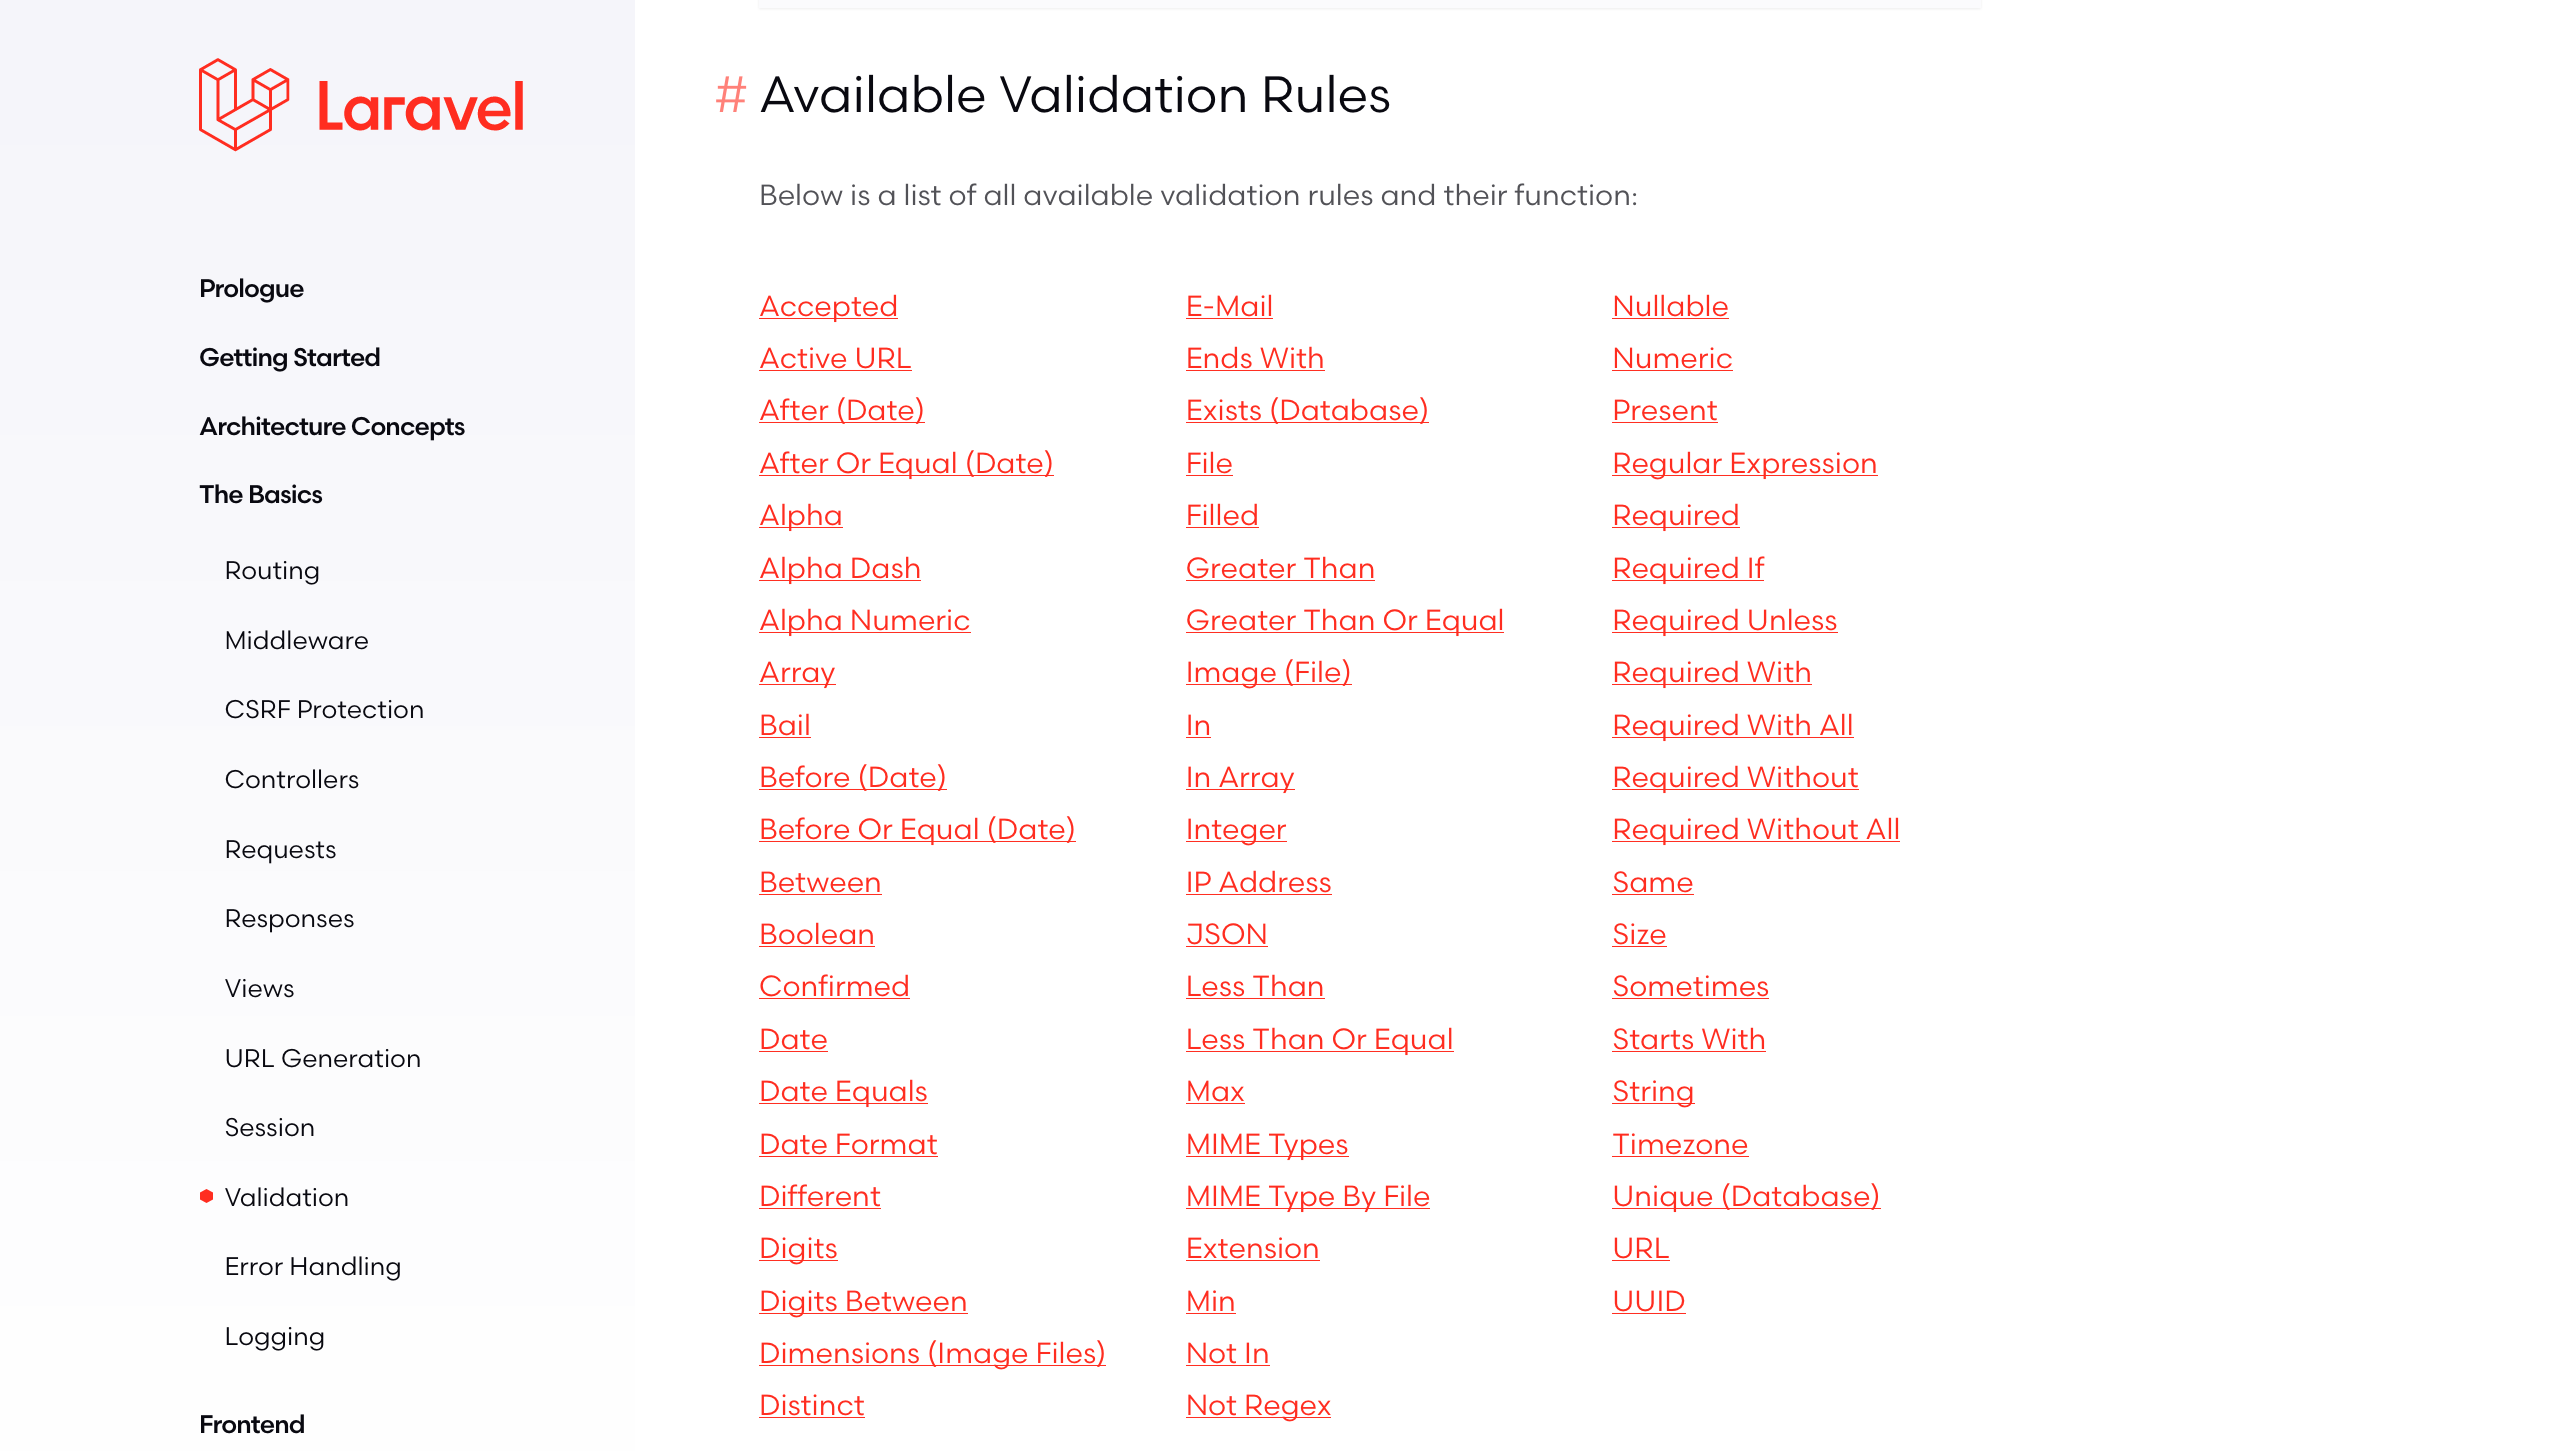 Laravel
Prologue
Getting Started
Architecture Concepts
The Basics
Routing
Middleware
CSRF Protection
Controllers
Requests
Responses
Views
URL Generation
Session
Validation
Error Handling
Logging
Frontend
# Available Validation Rules
Below is a list of all available validation rules and their function:
Accepted
Active URL
After (Date)
After Or Equal (Date)
Alpha
Alpha Dash
Alpha Numeric
Array
Bail
Before (Date)
Before Or Equal (Date)
Between
Boolean
Confirmed
Date
Date Equals
Date Format
Different
Digits
Digits Between
Dimensions (Image Files)
Distinct
E-Mail
Ends With
Exists (Database)
File
Filled
Greater Than
Greater Than Or Equal
Image (File)
In
In Array
Integer
IP Address
JSON
Less Than
Less Than Or Equal
Max
MIME Types
MIME Type By File
Extension
Min
Not In
Not Regex
Nullable
Numeric
Present
Regular Expression
Required
Required If
Required Unless
Required With
Required With All
Required Without
Required Without All
Same
Size
Sometimes
Starts With
String
Timezone
Unique (Database)
URL
UUID